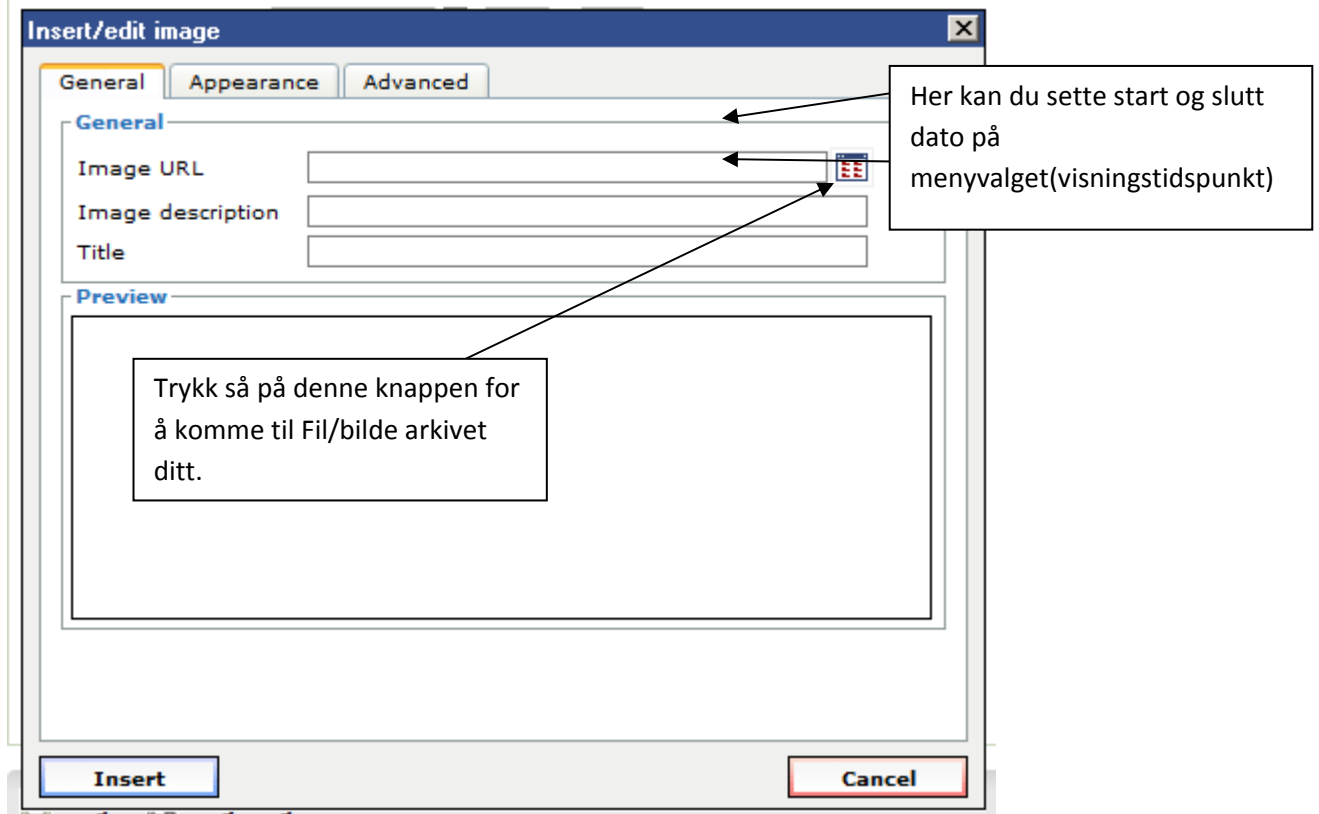 Insert/edit image
General Appearance Advanced
General
Image URL
Image description
Title
Her kan du sette start og slutt
dato på
menyvalget(visningstidspunkt)
Preview
Trykk så på denne knappen for
å komme til Fil/bilde arkivet
ditt.
Insert Cancel